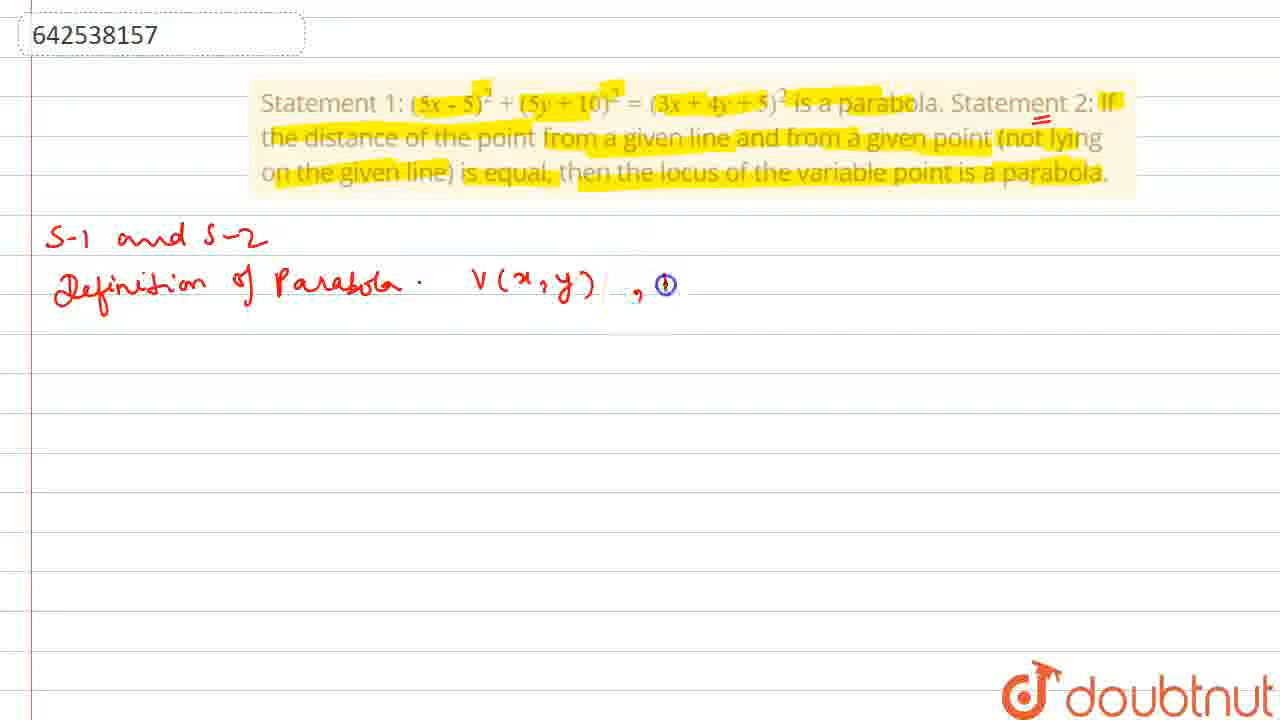 642538157
Statement 1: (5x - 5)² + (5y + 10)² = (3x + 4y + 5)² is a parabola. Statement 2: If
the distance of the point from a given line and from a given point (not lying
on the given line) is equal, then the locus of the variable point is a parabola.
S-1 and S-2
Definition of Parabola. V(x,y) ,
doubtnut